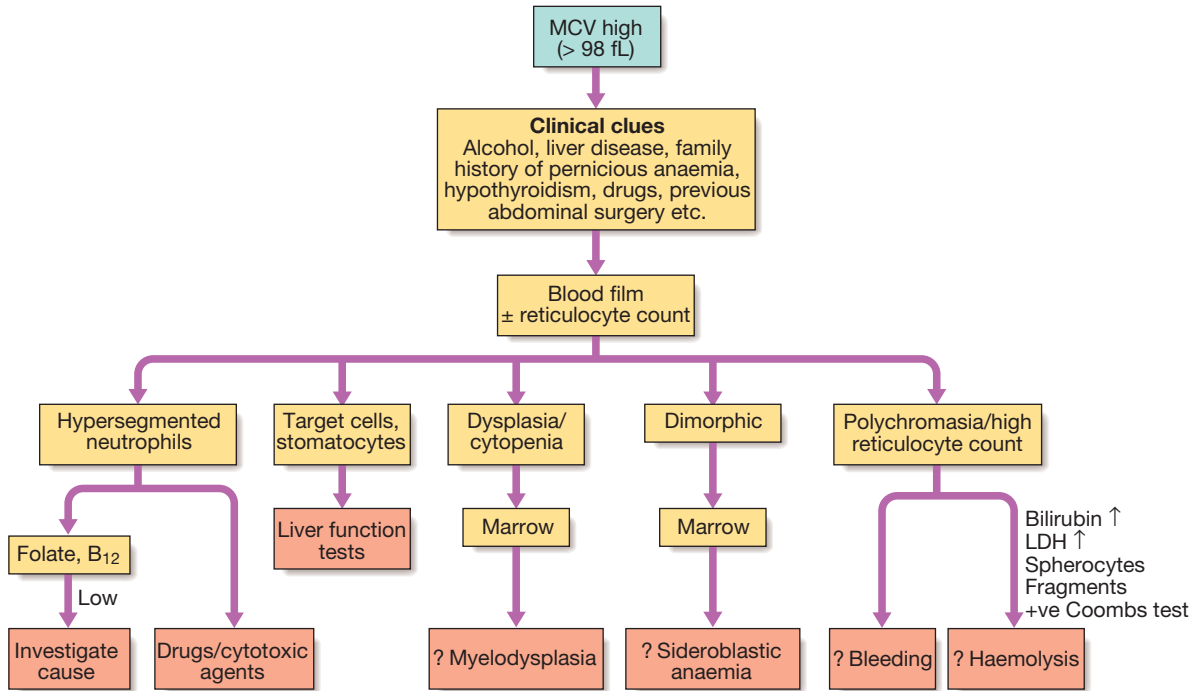 MCV high
(> 98 fL)
Clinical clues
Alcohol, liver disease, family
history of pernicious anaemia,
hypothyroidism, drugs, previous
abdominal surgery etc.
Blood film
± reticulocyte count
Hypersegmented
neutrophils
Target cells,
stomatocytes
Dysplasia/
cytopenia
Dimorphic
Polychromasia/high
reticulocyte count
Folate, B₁₂
Low
Liver function
tests
Marrow
Marrow
Bilirubin ↑
LDH ↑
Spherocytes
Fragments
+ve Coombs test
Investigate
cause
Drugs/cytotoxic
agents
? Myelodysplasia
? Sideroblastic
anaemia
? Bleeding
? Haemolysis